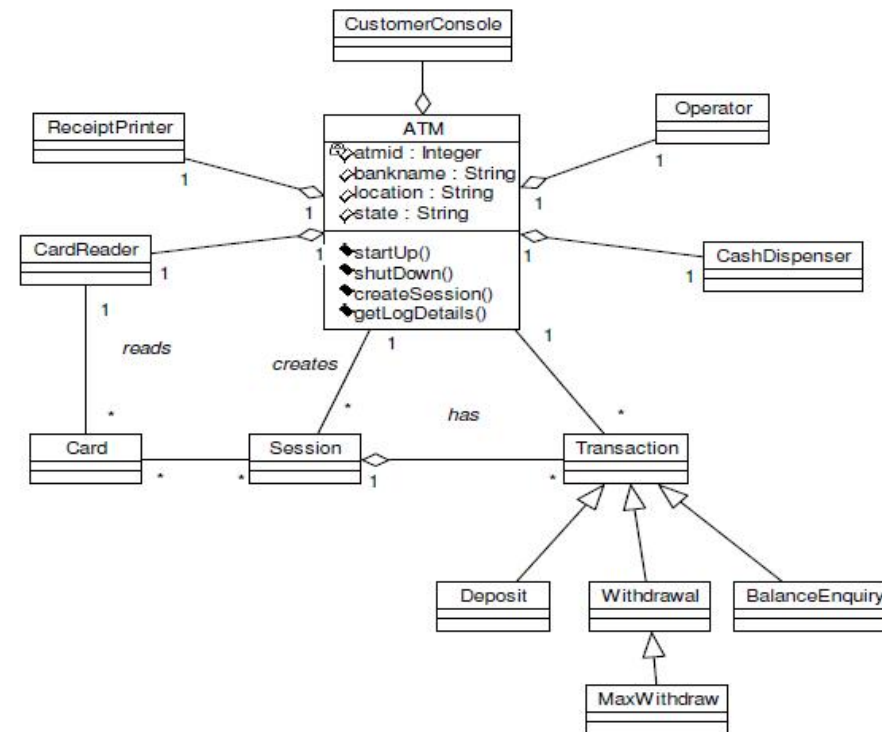 CustomerConsole
ReceiptPrinter
1
1
ATM
atmid : Integer
bankname : String
location : String
state : String
startUp()
shutDown()
createSession()
getLogDetails()
Operator
1
1
CardReader
1
1
CashDispenser
1
1
1
reads
*
creates
1
*
1
*
has
Card
*
Session
*
1
Transaction
*
Deposit
Withdrawal
BalanceEnquiry
MaxWithdraw